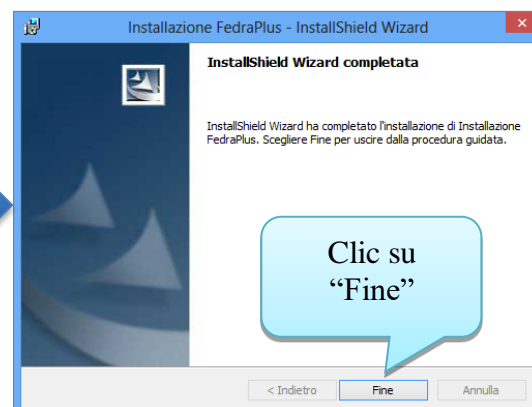 Installazione FedraPlus - InstallShield Wizard
InstallShield Wizard completata
InstallShield Wizard ha completato l'installazione di Installazione
FedraPlus. Scegliere Fine per uscire dalla procedura guidata.
Clic su
“Fine”
< Indietro
Fine
Annulla